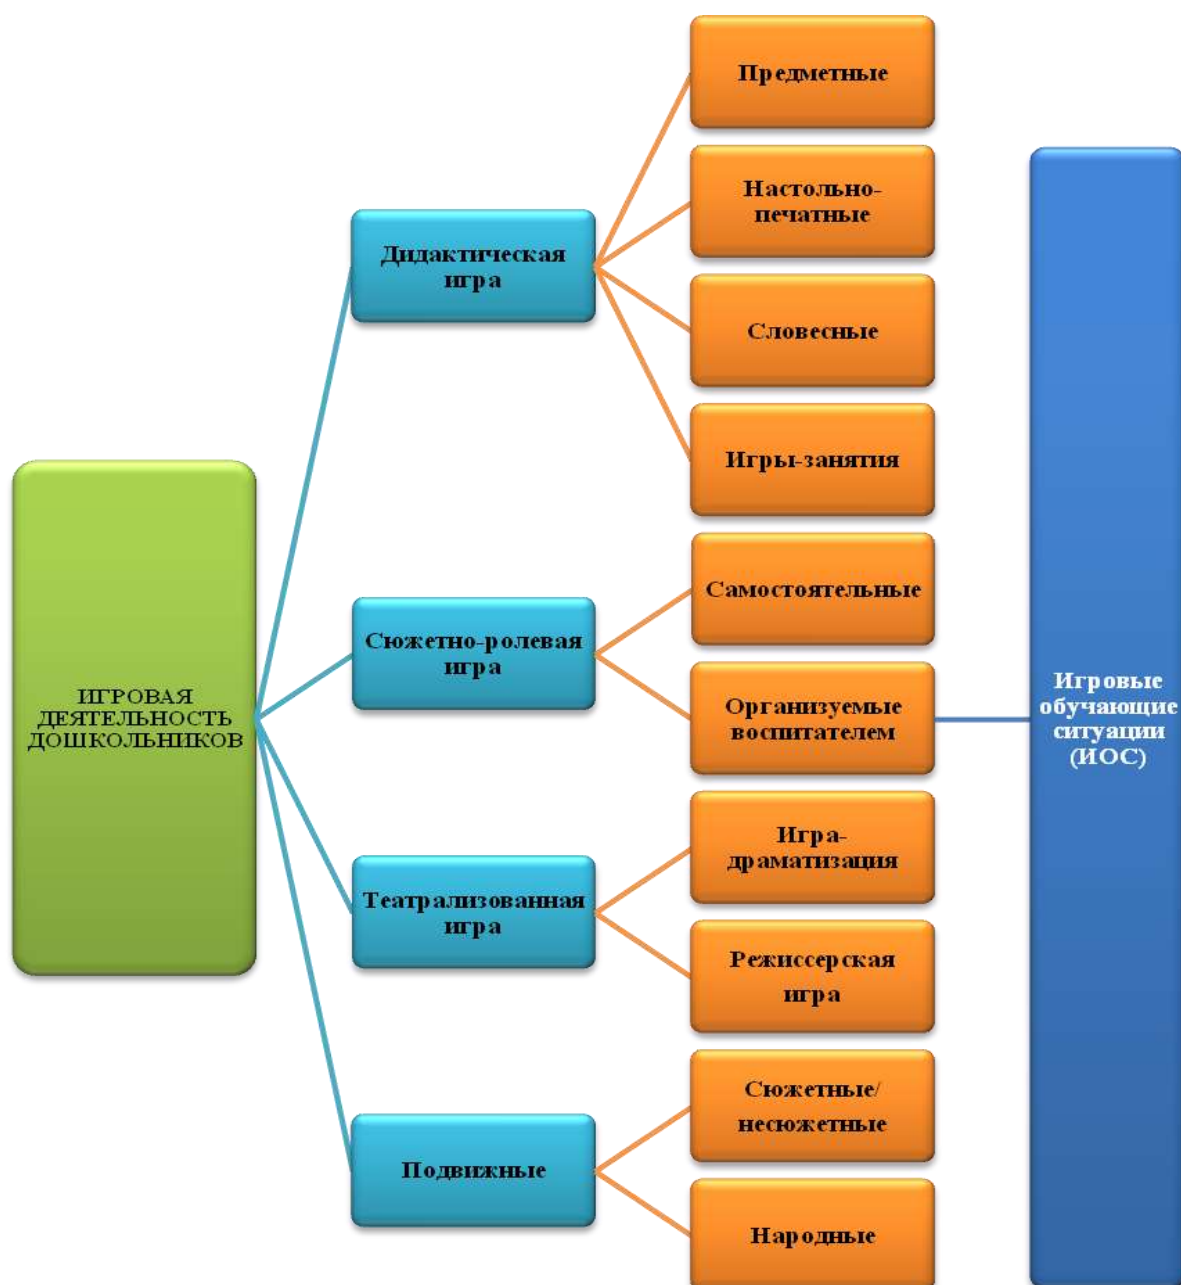 ИГРОВАЯ
ДЕЯТЕЛЬНОСТЬ
ДОШКОЛЬНИКОВ
Дидактическая
игра
Предметные
Настольно-
печатные
Словесные
Игры-занятия
Сюжетно-ролевая
игра
Самостоятельные
Организуемые
воспитателем
Игровые
обучающие
ситуации
(ИОС)
Театрализованная
игра
Игра-
драматизация
Режиссерская
игра
Подвижные
Сюжетные/
несюжетные
Народные